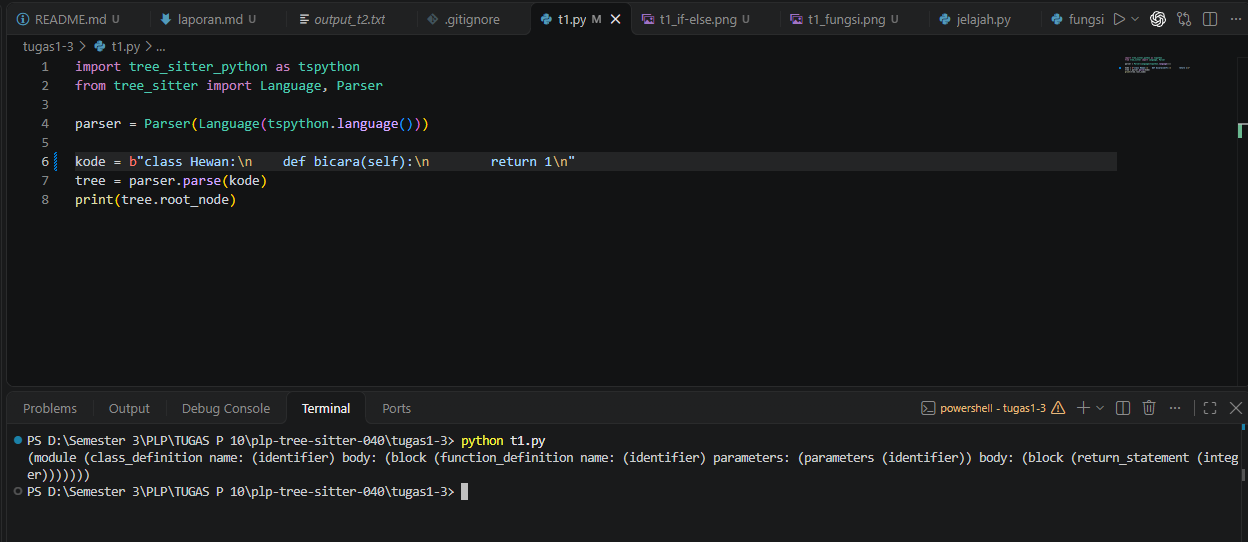 README.md U laporan.md U output_t2.txt .gitignore t1.py M t1_if-else.png U t1_fungsi.png U jelajah.py fungsi
tugas1-3 > t1.py > ...
1 import tree_sitter_python as tspython
2 from tree_sitter import Language, Parser
3
4 parser = Parser(Language(tspython.language()))
5
6 kode = b"class Hewan:\n    def bicara(self):\n        return 1\n"
7 tree = parser.parse(kode)
8 print(tree.root_node)
Problems Output Debug Console Terminal Ports powershell - tugas1-3
PS D:\Semester 3\PLP\TUGAS P 10\plp-tree-sitter-040\tugas1-3> python t1.py
(module (class_definition name: (identifier) body: (block (function_definition name: (identifier) parameters: (parameters (identifier)) body: (block (return_statement (integ
er)))))))
PS D:\Semester 3\PLP\TUGAS P 10\plp-tree-sitter-040\tugas1-3>